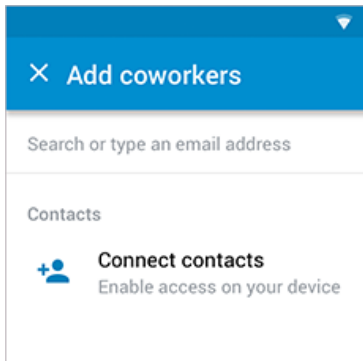 Add coworkers
Search or type an email address
Contacts
Connect contacts
Enable access on your device